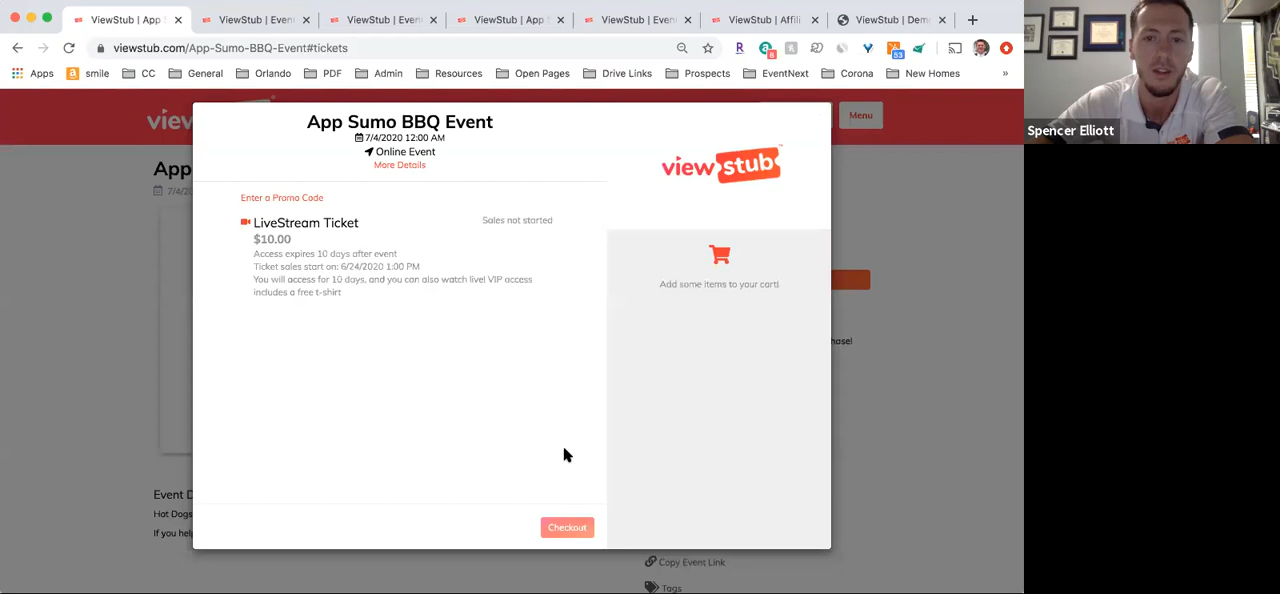 ViewStub | App S
ViewStub | Even
ViewStub | Even
ViewStub | App S
ViewStub | Even
ViewStub | Affili
ViewStub | Dem
viewstub.com/App-Sumo-BBQ-Event#tickets
Apps
smile
CC
General
Orlando
PDF
Admin
Resources
Open Pages
Drive Links
Prospects
EventNext
Corona
New Homes
»
Spencer Elliott
view
Menu
App
7/4/20
App Sumo BBQ Event
7/4/2020 12:00 AM
Online Event
More Details
viewstub
Enter a Promo Code
LiveStream Ticket
Sales not started
$10.00
Access expires 10 days after event
Ticket sales start on: 6/24/2020 1:00 PM
You will access for 10 days, and you can also watch live! VIP access
includes a free t-shirt
Add some items to your cart!
Checkout
Event D
Hot Dogs
If you help
Copy Event Link
Tags